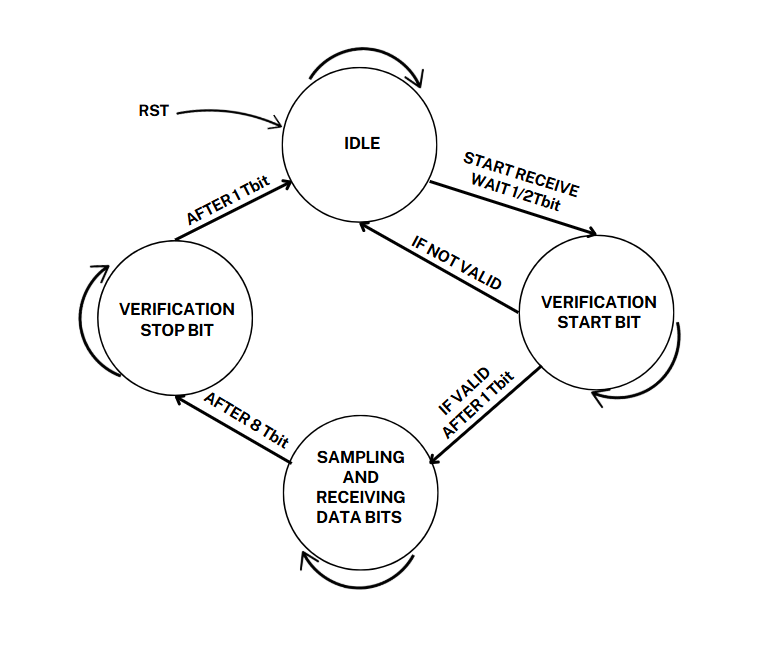 RST
IDLE
START RECEIVE
WAIT 1/2Tbit
AFTER 1 Tbit
IF NOT VALID
VERIFICATION
STOP BIT
VERIFICATION
START BIT
IF VALID
AFTER 1 Tbit
AFTER 8 Tbit
SAMPLING
AND
RECEIVING
DATA BITS